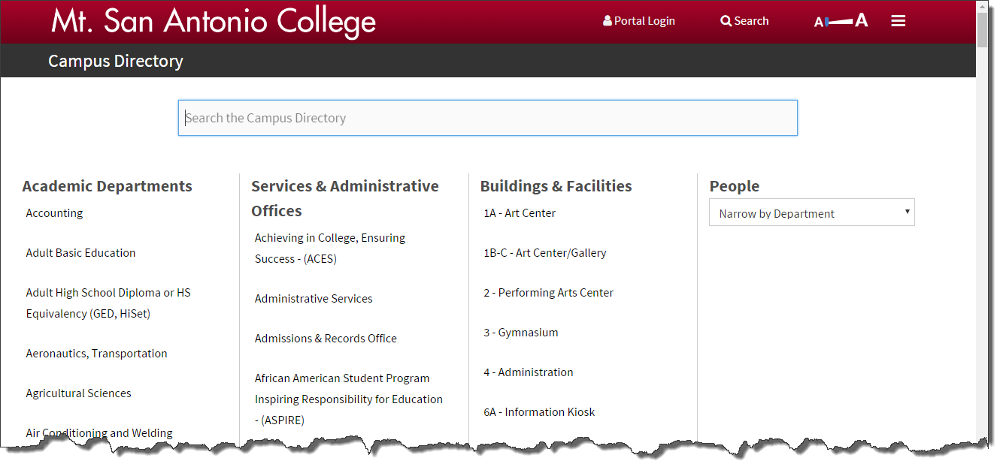 Mt. San Antonio College
Portal Login
Search
A A
Campus Directory
Search the Campus Directory
Academic Departments
Accounting
Adult Basic Education
Adult High School Diploma or HS
Equivalency (GED, HiSet)
Aeronautics, Transportation
Agricultural Sciences
Air Conditioning and Welding
Services & Administrative
Offices
Achieving in College, Ensuring
Success - (ACES)
Administrative Services
Admissions & Records Office
African American Student Program
Inspiring Responsibility for Education
- (ASPIRE)
Buildings & Facilities
1A - Art Center
1B-C - Art Center/Gallery
2 - Performing Arts Center
3 - Gymnasium
4 - Administration
6A - Information Kiosk
People
Narrow by Department